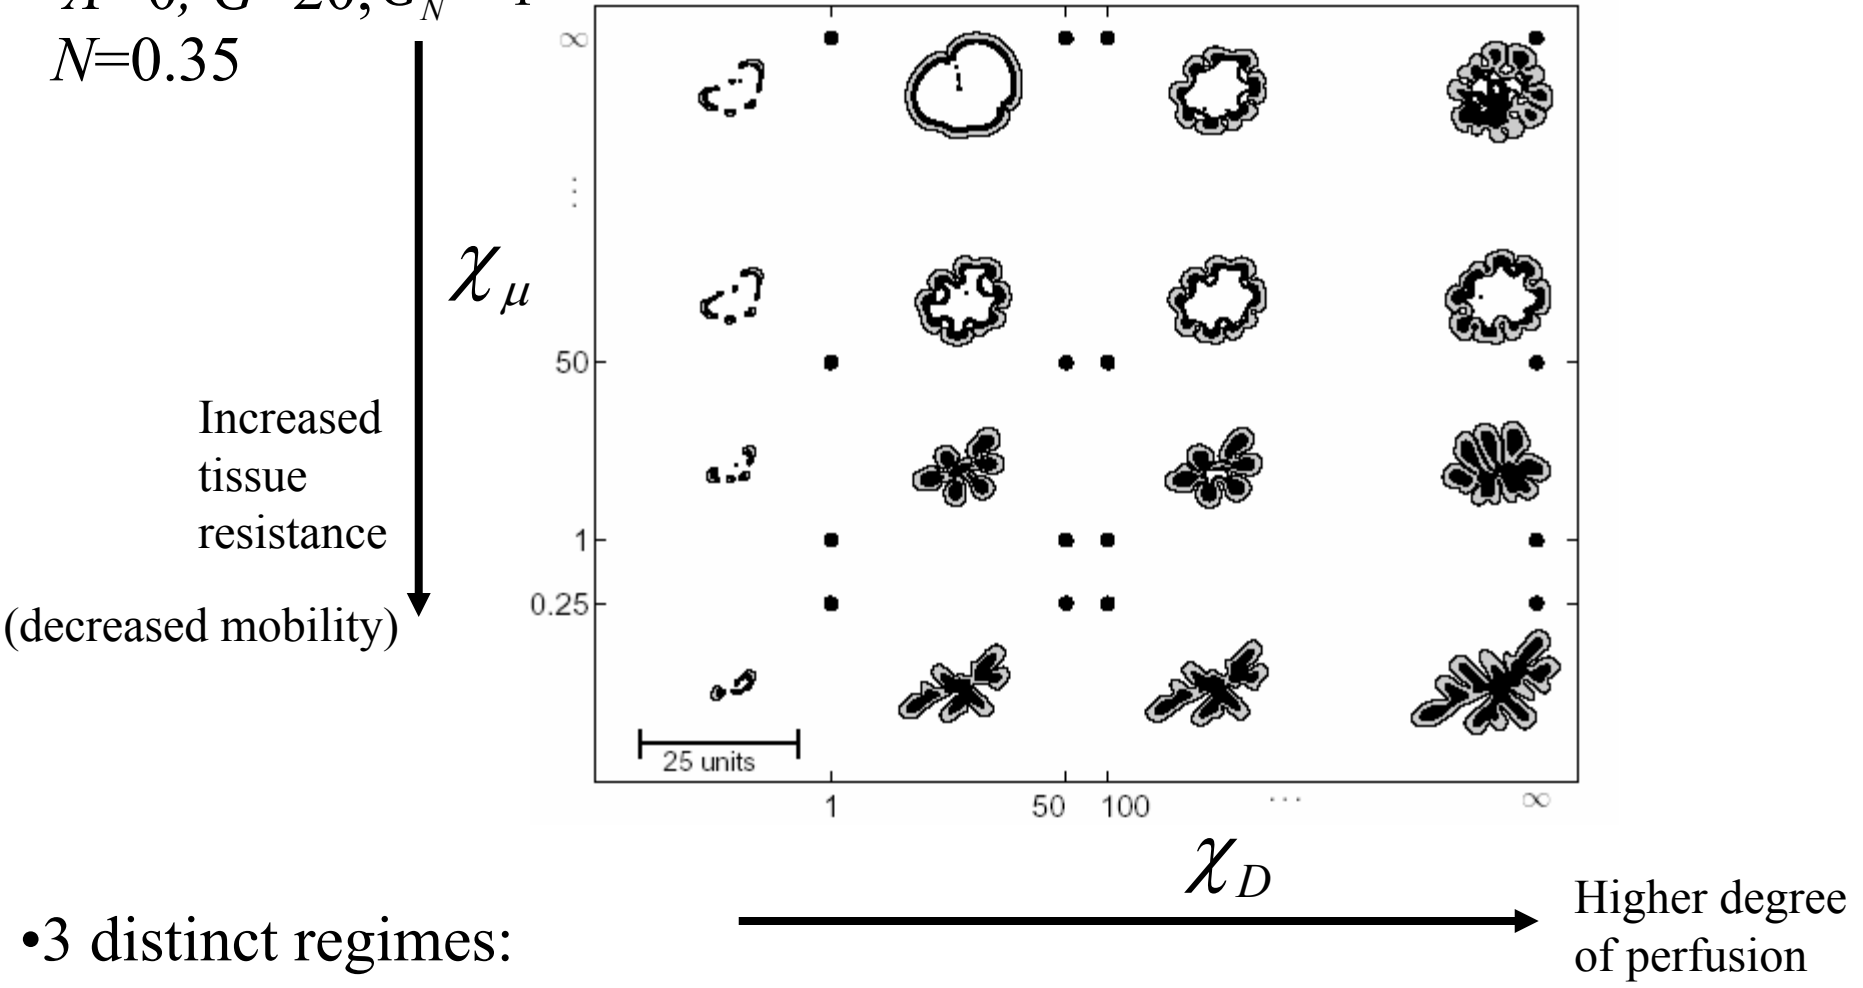 N=0.35
∞
⋮
χμ
50
Increased
tissue
resistance
1
0.25
(decreased mobility)
25 units
1 50 100 ... ∞
χD
Higher degree
of perfusion
•3 distinct regimes: